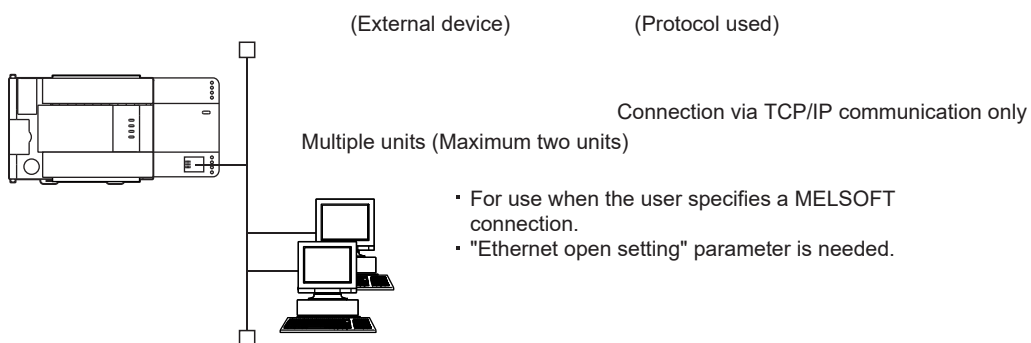 (External device) (Protocol used)
Connection via TCP/IP communication only
Multiple units (Maximum two units)
▪ For use when the user specifies a MELSOFT
connection.
▪ "Ethernet open setting" parameter is needed.